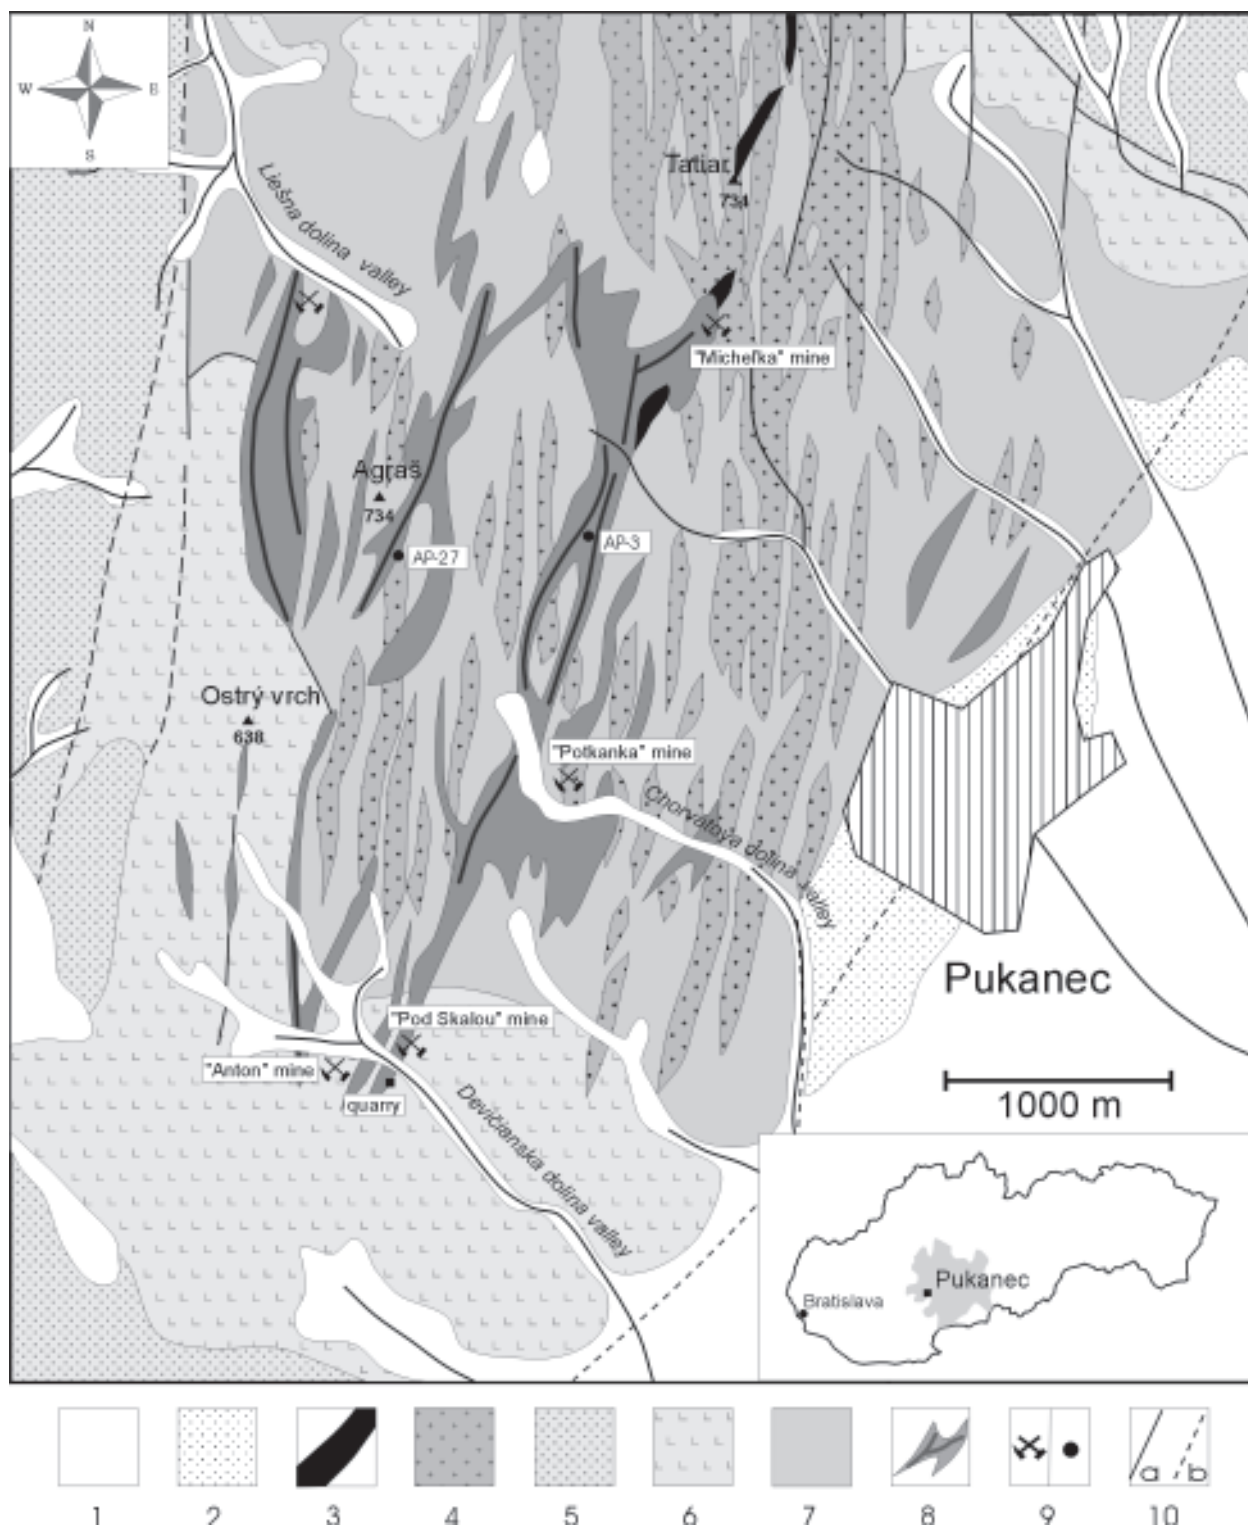 N
W E
S
Liešna dolina valley
Tatiar
734
"Micheľka" mine
Agraš
734
AP-27
AP-3
Ostrý vrch
638
"Potkanka" mine
Chorvátova dolina valley
Pukanec
"Pod Skalou" mine
"Anton" mine
quarry
1000 m
Devičianska dolina valley
Pukanec
Bratislava
a b
1 2 3 4 5 6 7 8 9 10